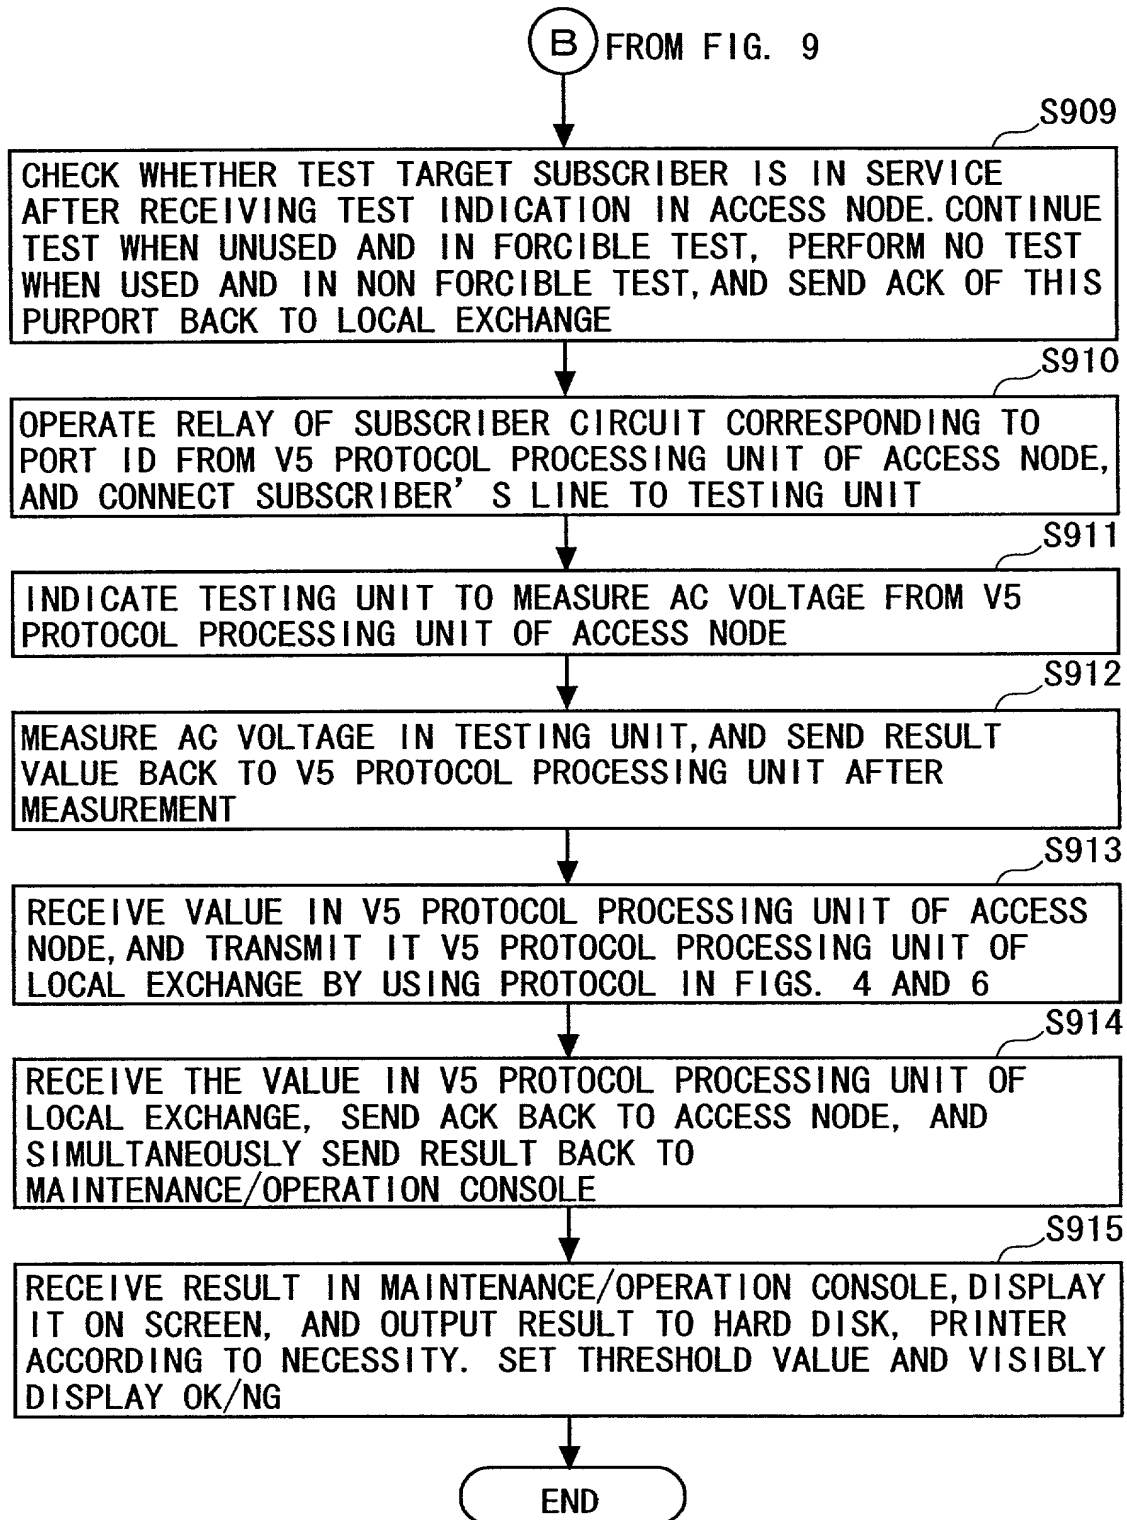 B FROM FIG. 9
S909
CHECK WHETHER TEST TARGET SUBSCRIBER IS IN SERVICE
AFTER RECEIVING TEST INDICATION IN ACCESS NODE. CONTINUE
TEST WHEN UNUSED AND IN FORCIBLE TEST, PERFORM NO TEST
WHEN USED AND IN NON FORCIBLE TEST, AND SEND ACK OF THIS
PURPORT BACK TO LOCAL EXCHANGE
S910
OPERATE RELAY OF SUBSCRIBER CIRCUIT CORRESPONDING TO
PORT ID FROM V5 PROTOCOL PROCESSING UNIT OF ACCESS NODE,
AND CONNECT SUBSCRIBER' S LINE TO TESTING UNIT
S911
INDICATE TESTING UNIT TO MEASURE AC VOLTAGE FROM V5
PROTOCOL PROCESSING UNIT OF ACCESS NODE
S912
MEASURE AC VOLTAGE IN TESTING UNIT, AND SEND RESULT
VALUE BACK TO V5 PROTOCOL PROCESSING UNIT AFTER
MEASUREMENT
S913
RECEIVE VALUE IN V5 PROTOCOL PROCESSING UNIT OF ACCESS
NODE, AND TRANSMIT IT V5 PROTOCOL PROCESSING UNIT OF
LOCAL EXCHANGE BY USING PROTOCOL IN FIGS. 4 AND 6
S914
RECEIVE THE VALUE IN V5 PROTOCOL PROCESSING UNIT OF
LOCAL EXCHANGE, SEND ACK BACK TO ACCESS NODE, AND
SIMULTANEOUSLY SEND RESULT BACK TO
MAINTENANCE/OPERATION CONSOLE
S915
RECEIVE RESULT IN MAINTENANCE/OPERATION CONSOLE, DISPLAY
IT ON SCREEN, AND OUTPUT RESULT TO HARD DISK, PRINTER
ACCORDING TO NECESSITY. SET THRESHOLD VALUE AND VISIBLY
DISPLAY OK/NG
END